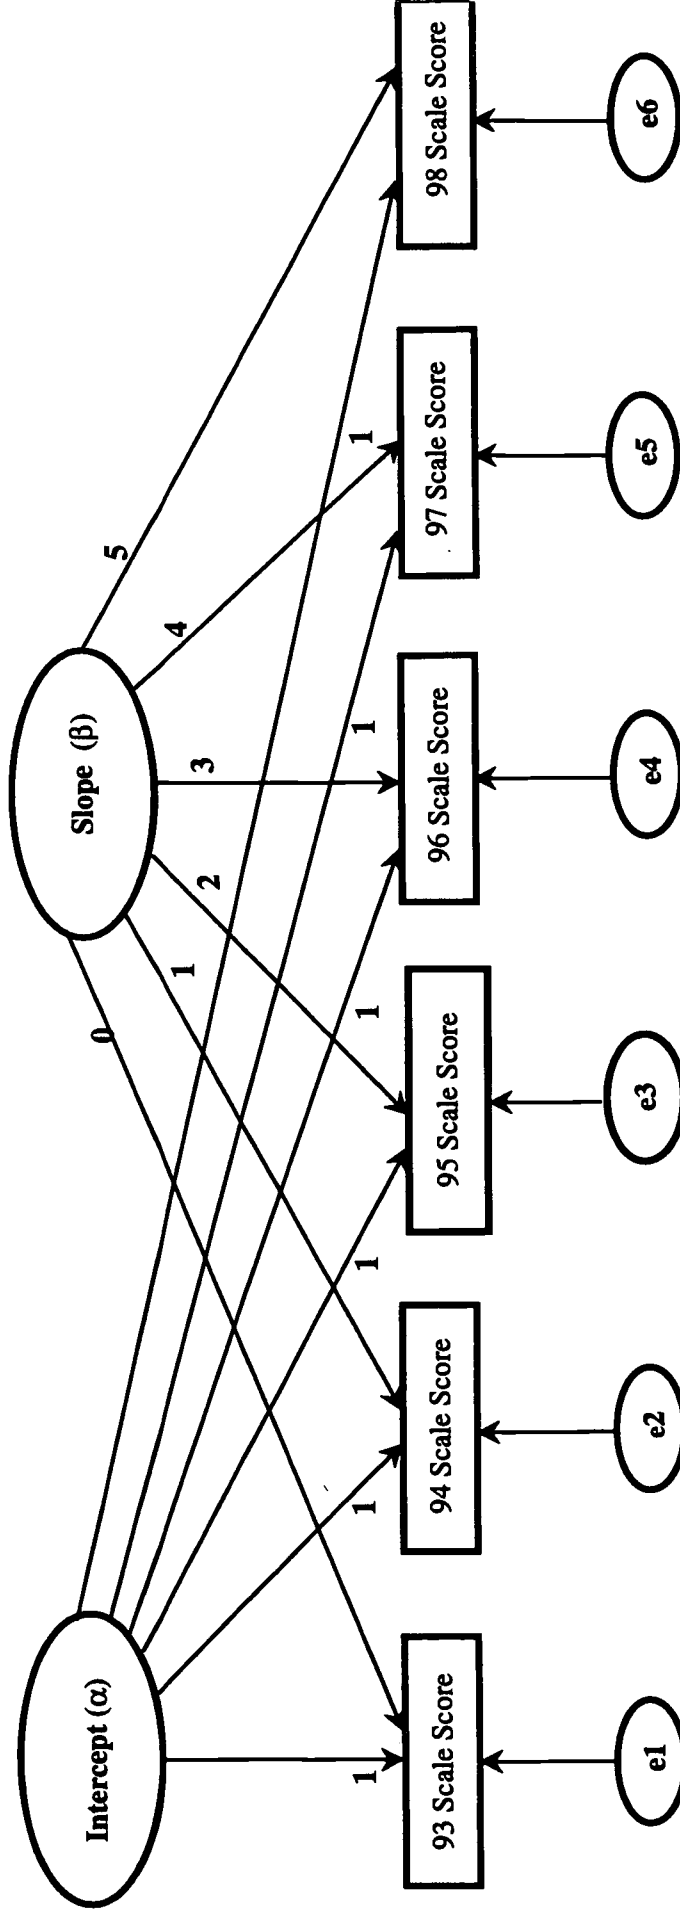 Intercept (α)
Slope (β)
0
1
2
3
4
5
1
1
1
1
1
1
93 Scale Score
94 Scale Score
95 Scale Score
96 Scale Score
97 Scale Score
98 Scale Score
e1
e2
e3
e4
e5
e6